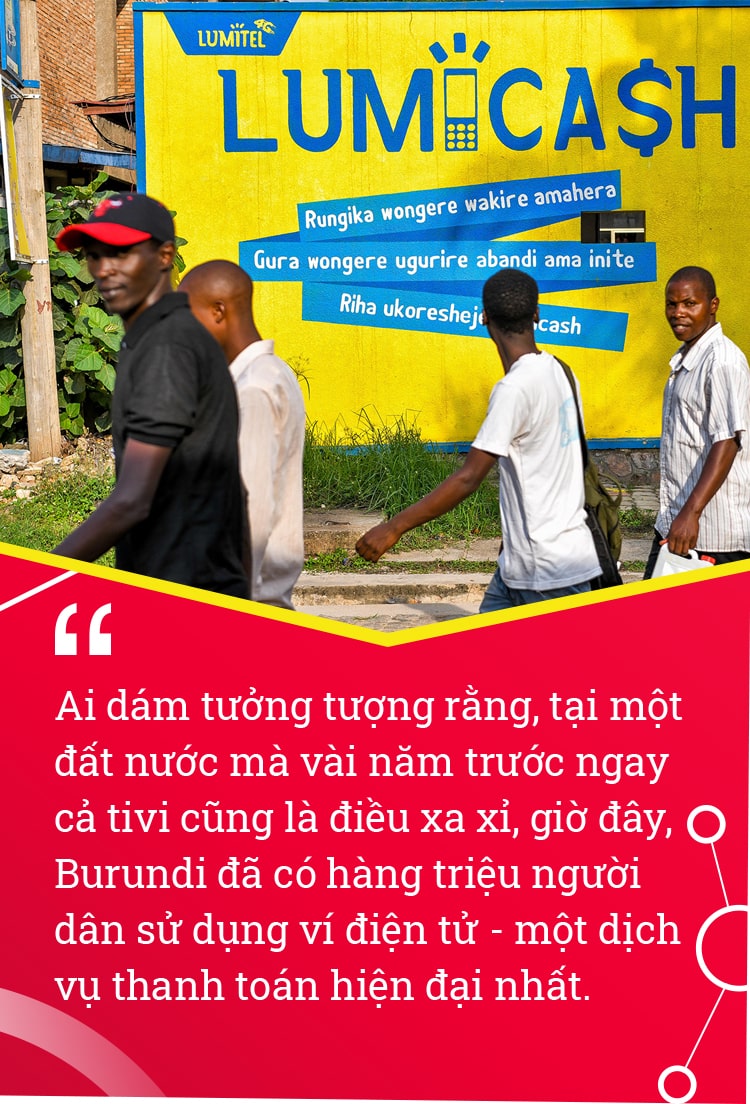 LUMITEL
LUMICA$H
Rungika wongere wakire amahera
Gura wongere ugurire abandi ama inite
Riha ukoresheje cash
“
Ai dám tưởng tượng rằng, tại một
đất nước mà vài năm trước ngay
cả tivi cũng là điều xa xỉ, giờ đây,
Burundi đã có hàng triệu người
dân sử dụng ví điện tử - một dịch
vụ thanh toán hiện đại nhất.